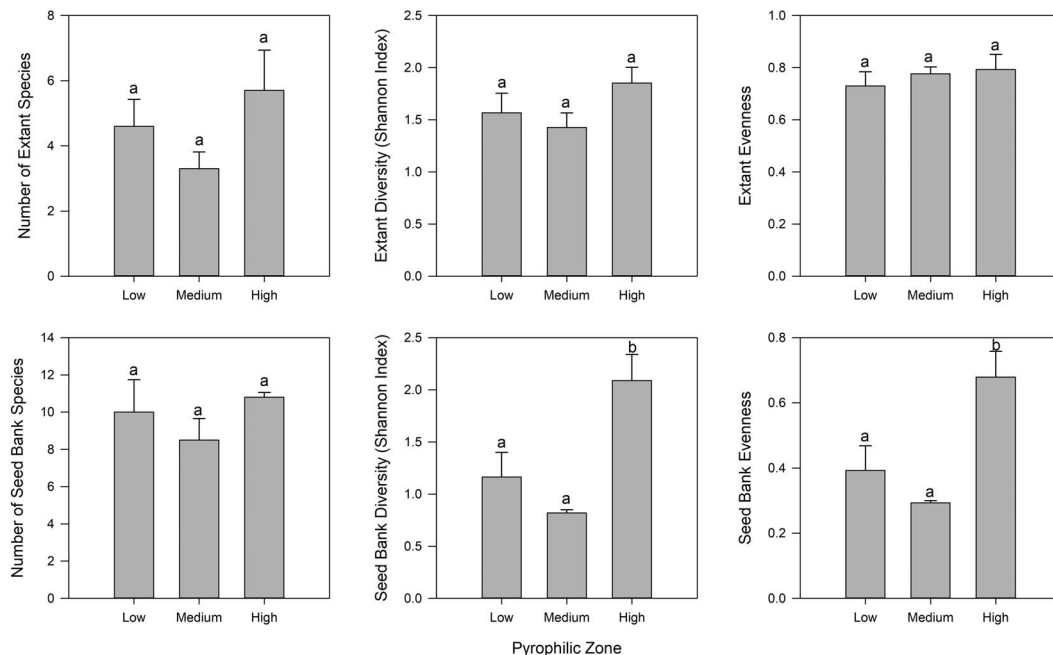 Number of Extant Species
8
6
4
2
0
a
a
a
Low Medium High
Extant Diversity (Shannon Index)
2.5
2.0
1.5
1.0
0.5
0.0
a
a
a
Low Medium High
Extant Evenness
1.0
0.8
0.6
0.4
0.2
0.0
a
a
a
Low Medium High
Number of Seed Bank Species
14
12
10
8
6
4
2
0
a
a
a
Low Medium High
Seed Bank Diversity (Shannon Index)
2.5
2.0
1.5
1.0
0.5
0.0
a
a
b
Low Medium High
Seed Bank Evenness
0.8
0.6
0.4
0.2
0.0
a
a
b
Low Medium High
Pyrophilic Zone